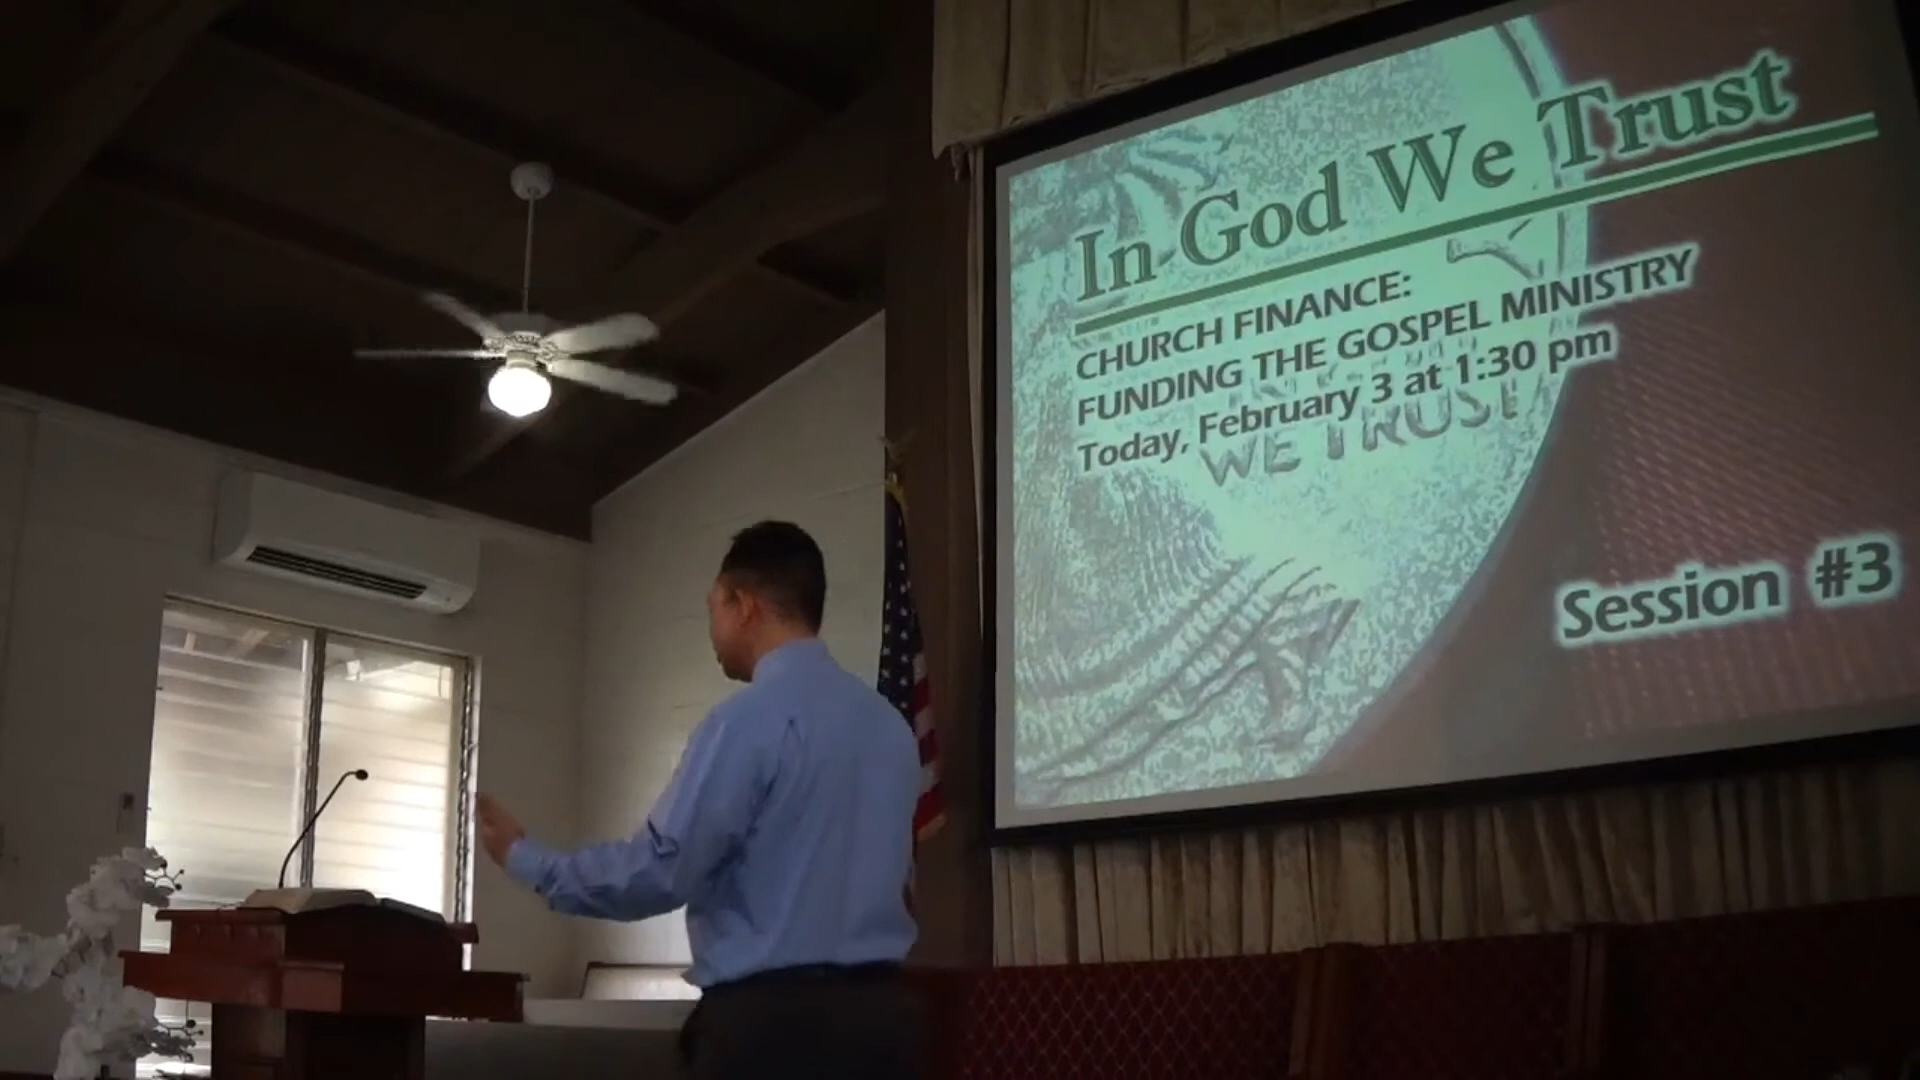 In God We Trust
CHURCH FINANCE:
FUNDING THE GOSPEL MINISTRY
Today, February 3 at 1:30 pm
WE TRUST
Session #3